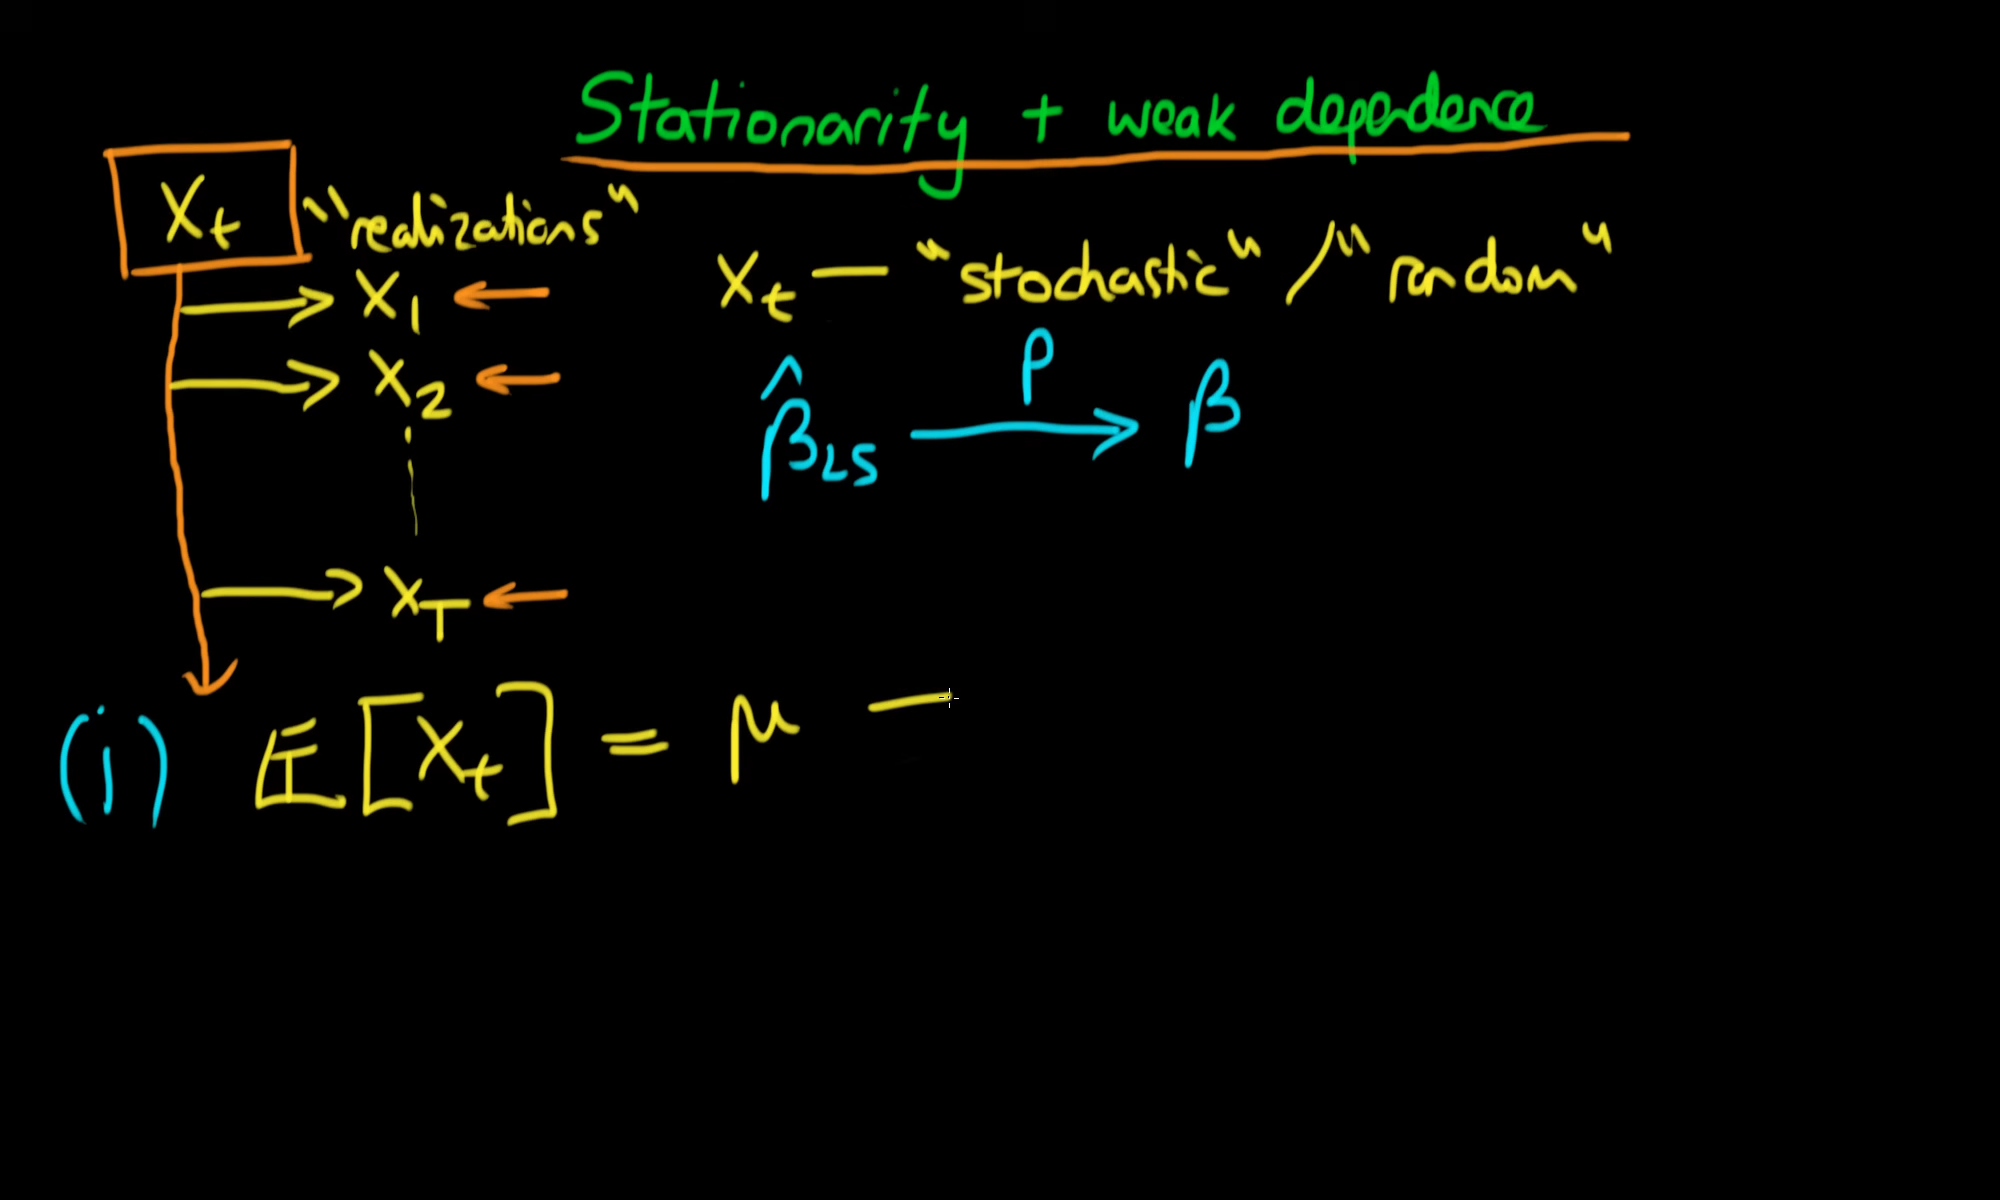 Stationarity + weak dependence
Xt "realizations"
Xt — "stochastic" / "random"
X1
X2
β̂LS →p β
XT
(i) E[Xt] = μ —